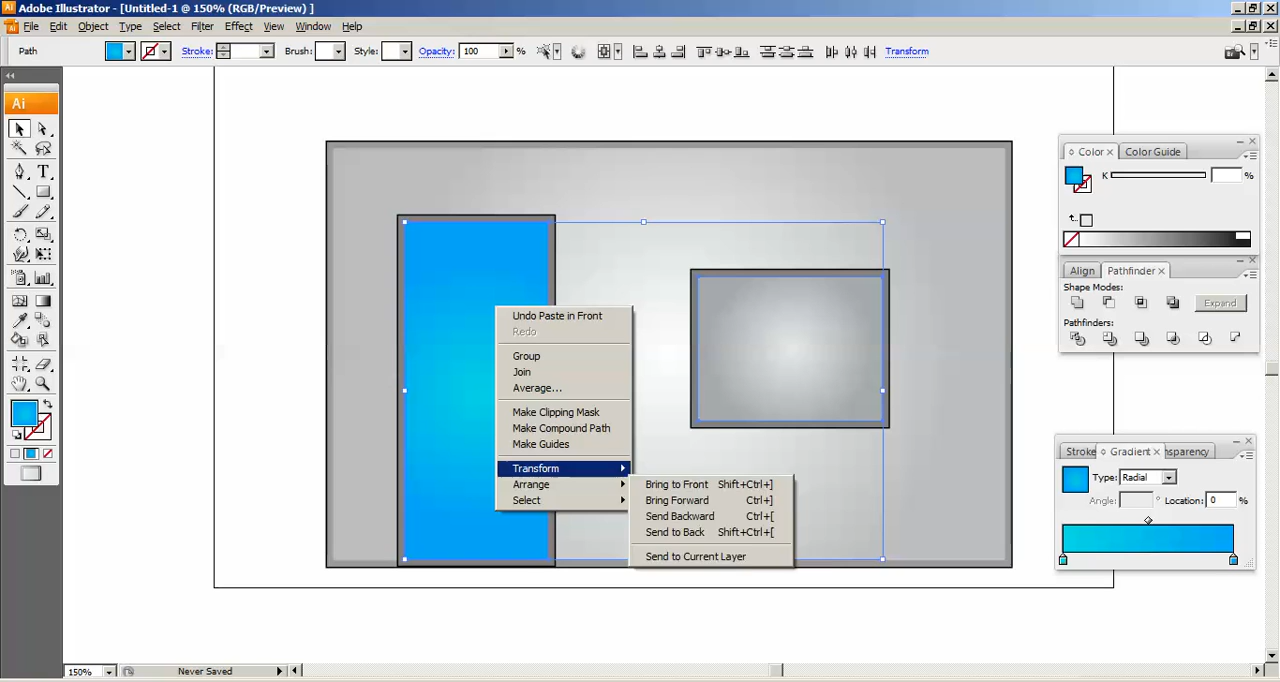 Adobe Illustrator - [Untitled-1 @ 150% (RGB/Preview) ]
File Edit Object Type Select Filter Effect View Window Help
Path Stroke: Brush: Style: Opacity: 100 % Transform
Ai
Color Color Guide
K %
Align Pathfinder
Shape Modes:
Expand
Pathfinders:
Undo Paste in Front
Redo
Group
Join
Average...
Make Clipping Mask
Make Compound Path
Make Guides
Transform
Arrange
Select
Bring to Front Shift+Ctrl+]
Bring Forward Ctrl+]
Send Backward Ctrl+[
Send to Back Shift+Ctrl+[
Send to Current Layer
Stroke Gradient nsparency
Type: Radial
Angle: ° Location: 0 %
150% Never Saved